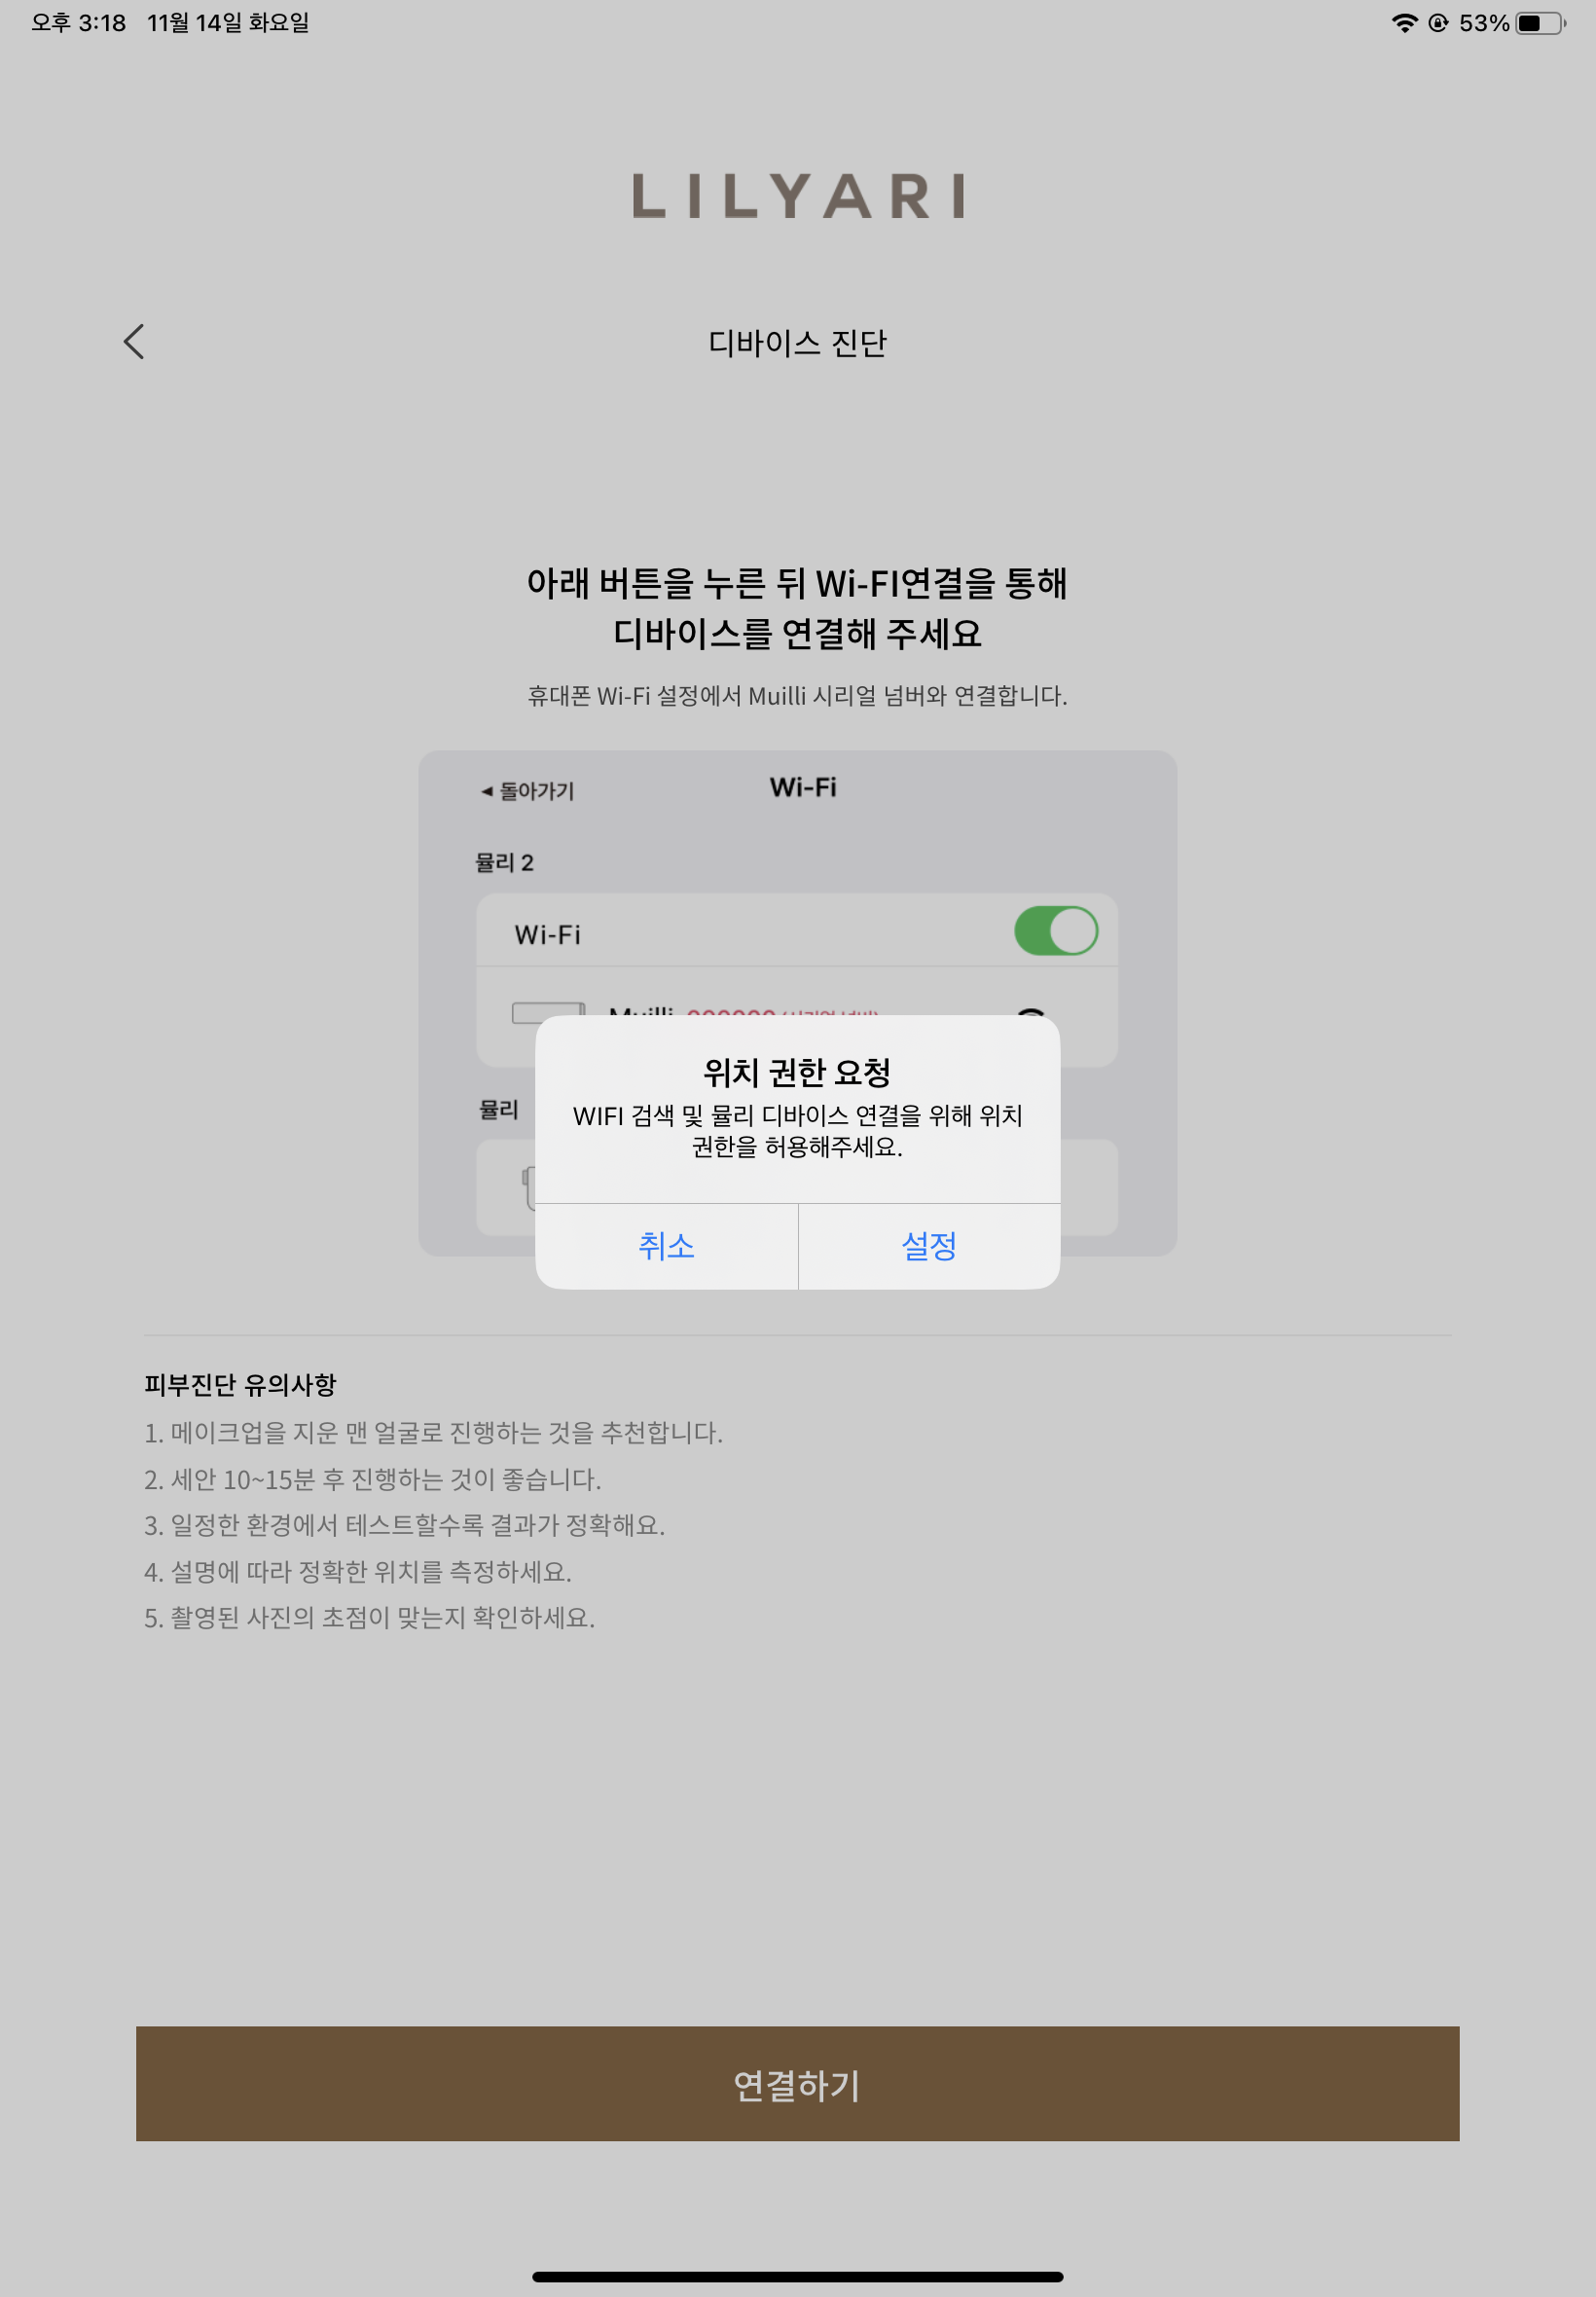 오후 3:18 11월 14일 화요일
53%
LILYARI
디바이스 진단
아래 버튼을 누른 뒤 Wi-FI연결을 통해
디바이스를 연결해 주세요
휴대폰 Wi-Fi 설정에서 Muilli 시리얼 넘버와 연결합니다.
◂ 돌아가기
Wi-Fi
뮬리 2
Wi-Fi
뮬리
위치 권한 요청
WIFI 검색 및 뮬리 디바이스 연결을 위해 위치
권한을 허용해주세요.
취소
설정
피부진단 유의사항
1. 메이크업을 지운 맨 얼굴로 진행하는 것을 추천합니다.
2. 세안 10~15분 후 진행하는 것이 좋습니다.
3. 일정한 환경에서 테스트할수록 결과가 정확해요.
4. 설명에 따라 정확한 위치를 측정하세요.
5. 촬영된 사진의 초점이 맞는지 확인하세요.
연결하기